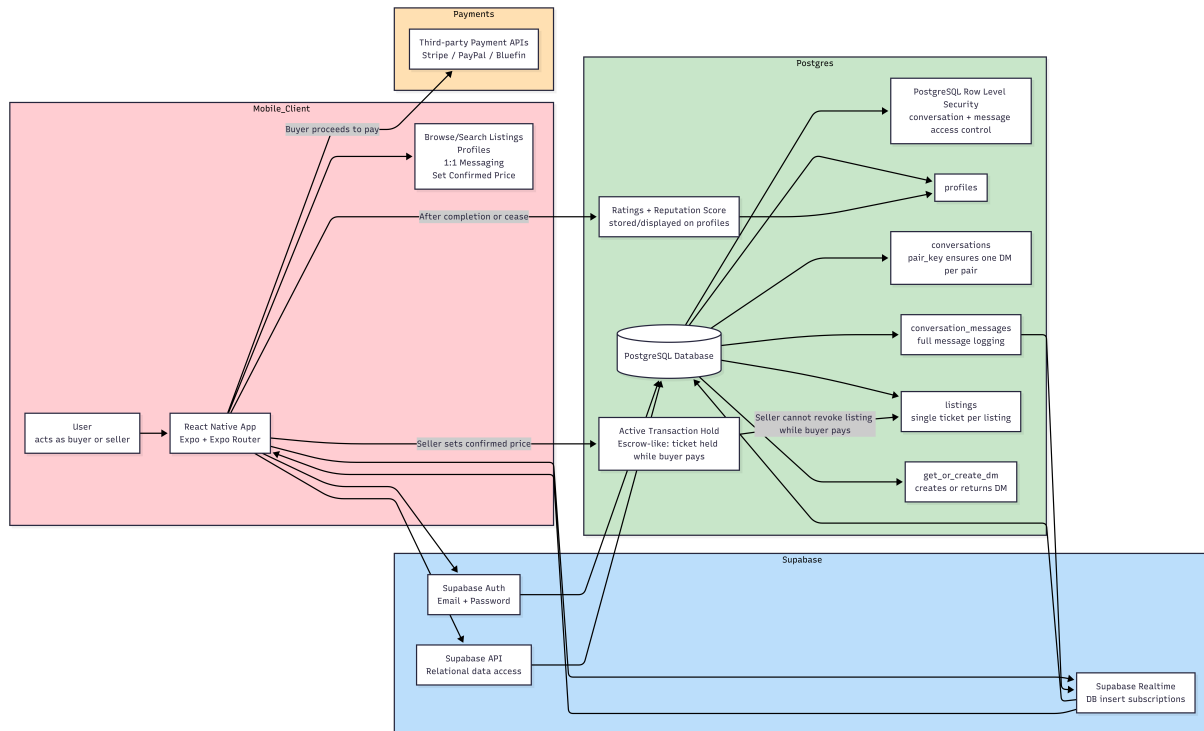 Payments
Third-party Payment APIs
Stripe / PayPal / Bluefin
Mobile_Client
Buyer proceeds to pay
Browse/Search Listings
Profiles
1:1 Messaging
Set Confirmed Price
After completion or cease
User
acts as buyer or seller
React Native App
Expo + Expo Router
Seller sets confirmed price
Postgres
PostgreSQL Row Level
Security
conversation + message
access control
profiles
Ratings + Reputation Score
stored/displayed on profiles
conversations
pair_key ensures one DM
per pair
PostgreSQL Database
conversation_messages
full message logging
listings
single ticket per listing
Seller cannot revoke listing
while buyer pays
Active Transaction Hold
Escrow-like: ticket held
while buyer pays
get_or_create_dm
creates or returns DM
Supabase
Supabase Auth
Email + Password
Supabase API
Relational data access
Supabase Realtime
DB insert subscriptions